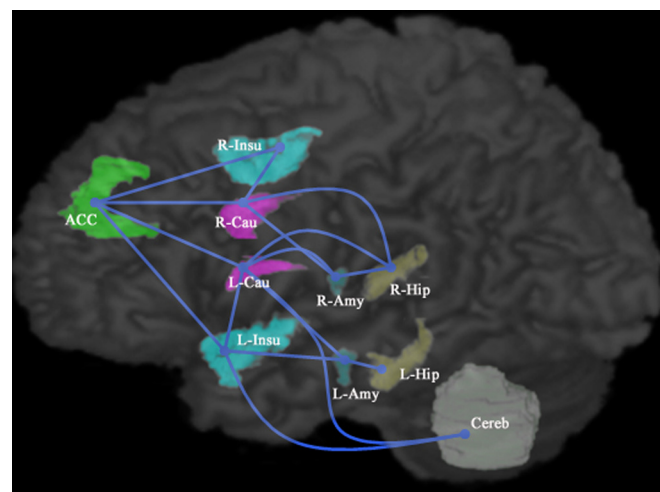 R-Insu
ACC
R-Cau
L-Cau
R-Amy
R-Hip
L-Insu
L-Hip
L-Amy
Cereb